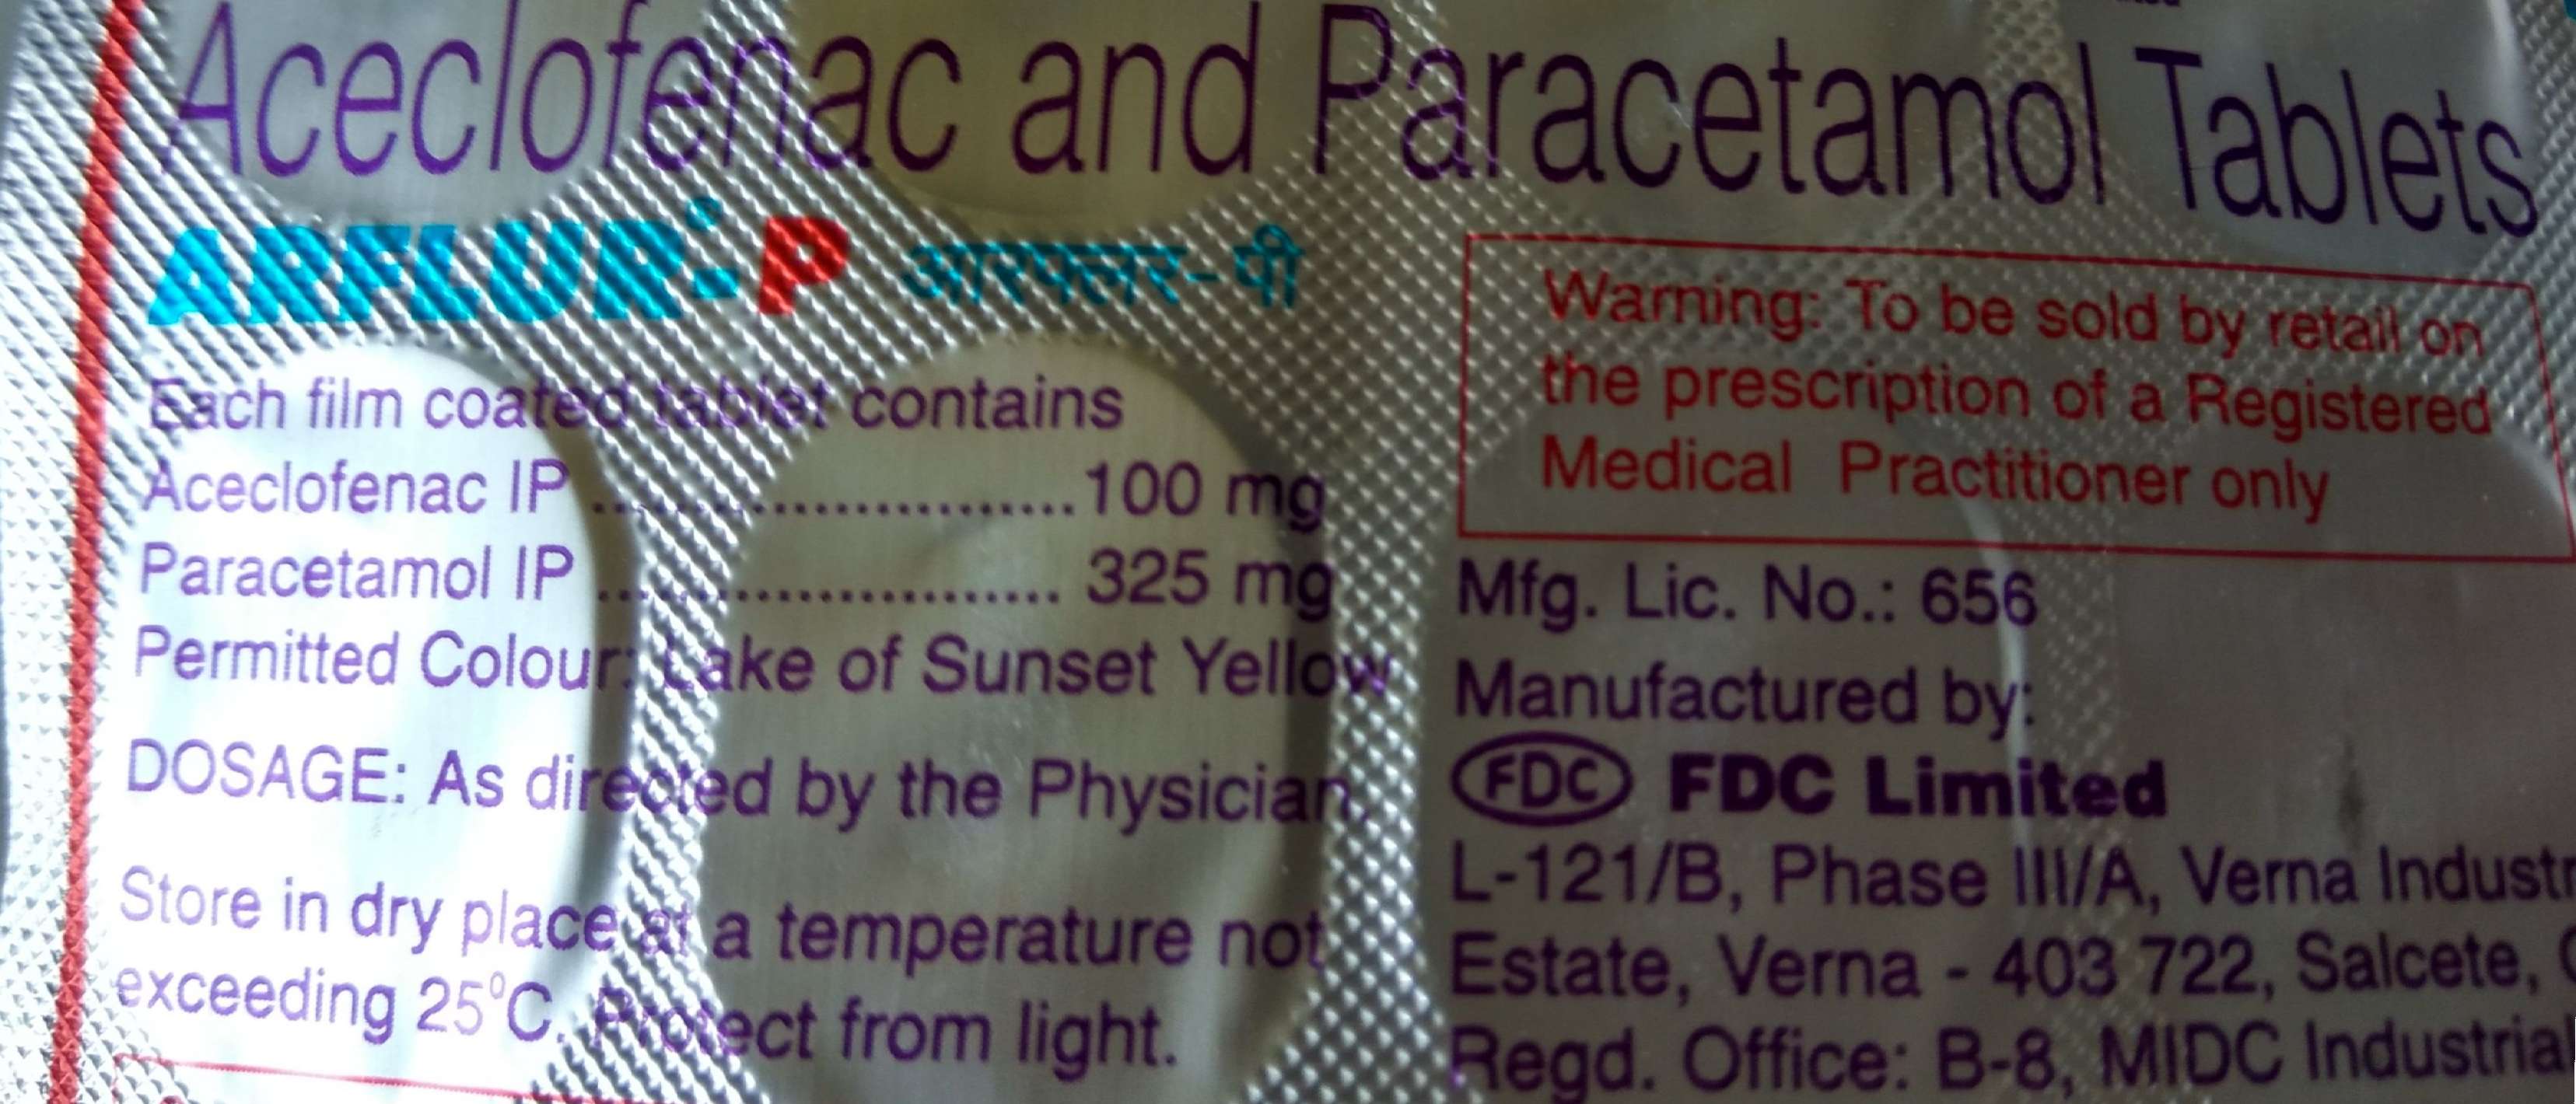 Aceclofenac and Paracetamol Tablets
ARFLUR®-P आरफ्लर-पी
Each film coated tablet contains
Aceclofenac IP ............................ 100 mg
Paracetamol IP ............................ 325 mg
Permitted Colour: Lake of Sunset Yellow
DOSAGE: As directed by the Physician.
Store in dry place at a temperature not
exceeding 25°C. Protect from light.
Warning: To be sold by retail on
the prescription of a Registered
Medical Practitioner only
Mfg. Lic. No.: 656
Manufactured by:
FDC FDC Limited
L-121/B, Phase III/A, Verna Industr
Estate, Verna - 403 722, Salcete,
Regd. Office: B-8, MIDC Industrial